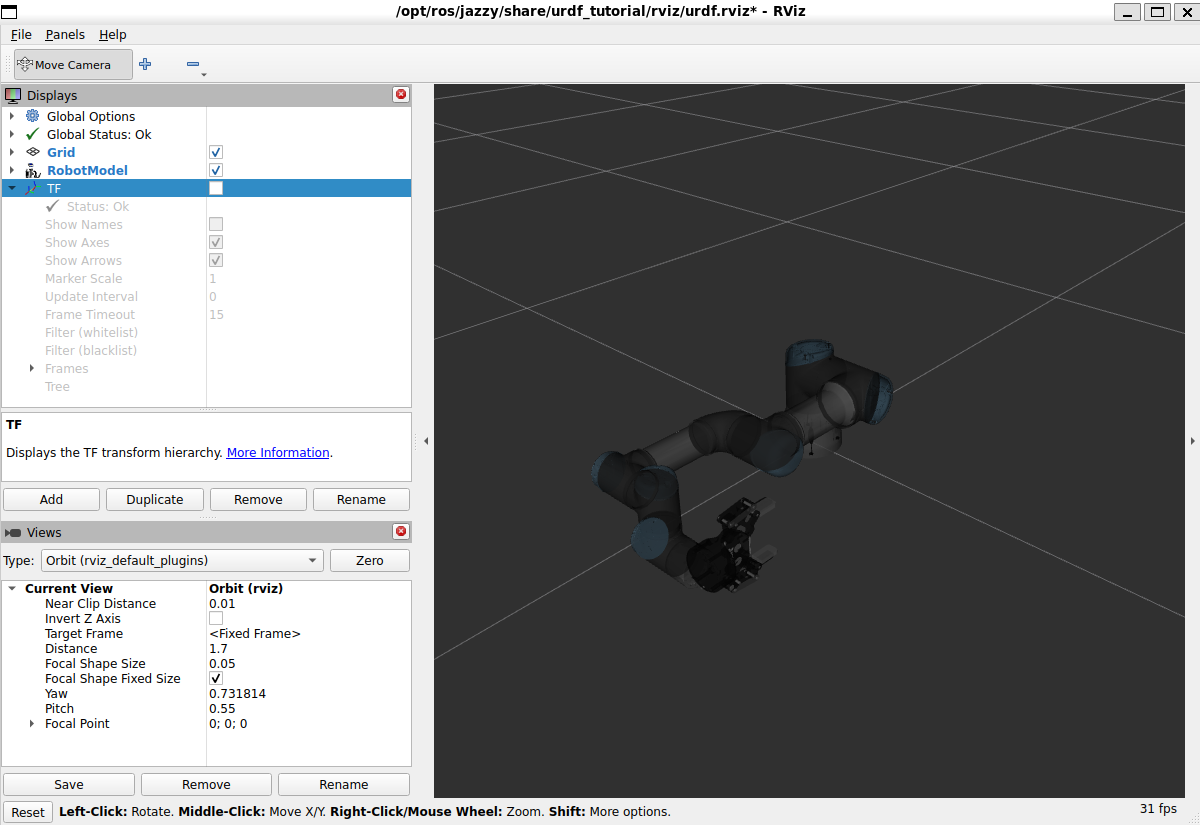 /opt/ros/jazzy/share/urdf_tutorial/rviz/urdf.rviz* - RViz
File Panels Help
Move Camera
Displays
Global Options
Global Status: Ok
Grid
RobotModel
TF
Status: Ok
Show Names
Show Axes
Show Arrows
Marker Scale 1
Update Interval 0
Frame Timeout 15
Filter (whitelist)
Filter (blacklist)
Frames
Tree
TF
Displays the TF transform hierarchy. More Information.
Add Duplicate Remove Rename
Views
Type: Orbit (rviz_default_plugins) Zero
Current View Orbit (rviz)
Near Clip Distance 0.01
Invert Z Axis
Target Frame <Fixed Frame>
Distance 1.7
Focal Shape Size 0.05
Focal Shape Fixed Size
Yaw 0.731814
Pitch 0.55
Focal Point 0; 0; 0
Save Remove Rename
Reset Left-Click: Rotate. Middle-Click: Move X/Y. Right-Click/Mouse Wheel: Zoom. Shift: More options. 31 fps